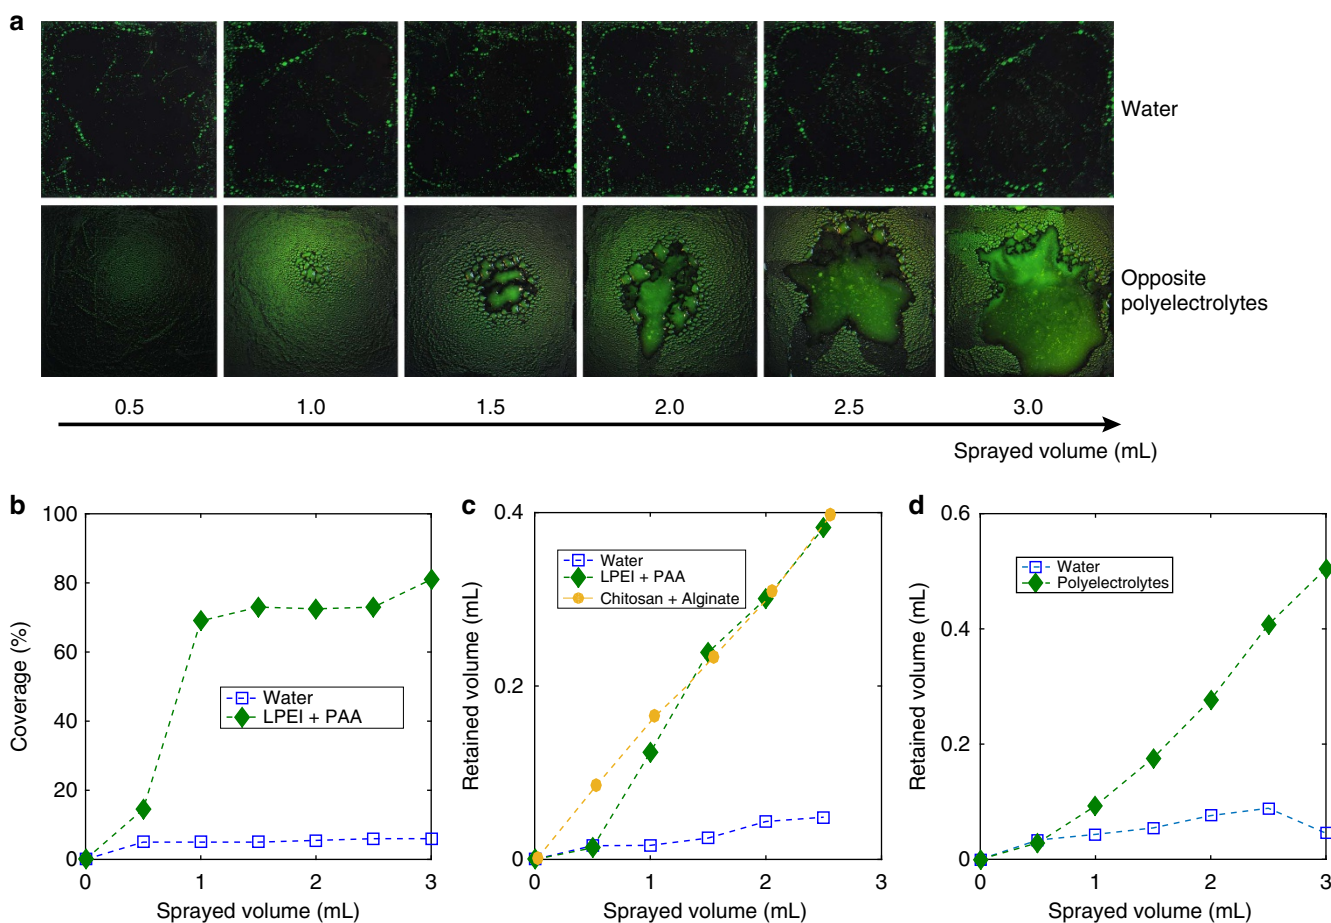 a
Water
Opposite
polyelectrolytes
0.5 1.0 1.5 2.0 2.5 3.0
Sprayed volume (mL)
b
100
80
60
40
20
0
0 1 2 3
Coverage (%)
Sprayed volume (mL)
Water
LPEI + PAA
c
0.4
0.2
0
0 1 2 3
Retained volume (mL)
Sprayed volume (mL)
Water
LPEI + PAA
Chitosan + Alginate
d
0.6
0.4
0.2
0
0 1 2 3
Retained volume (mL)
Sprayed volume (mL)
Water
Polyelectrolytes